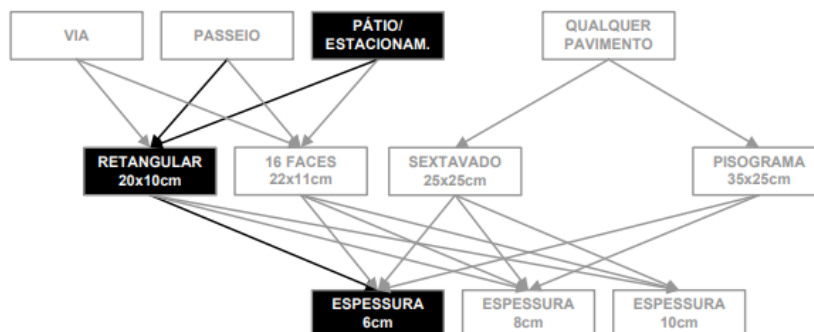 VIA
PASSEIO
PÁTIO/
ESTACIONAM.
QUALQUER
PAVIMENTO
RETANGULAR
20x10cm
16 FACES
22x11cm
SEXTAVADO
25x25cm
PISOGRAMA
35x25cm
ESPESSURA
6cm
ESPESSURA
8cm
ESPESSURA
10cm